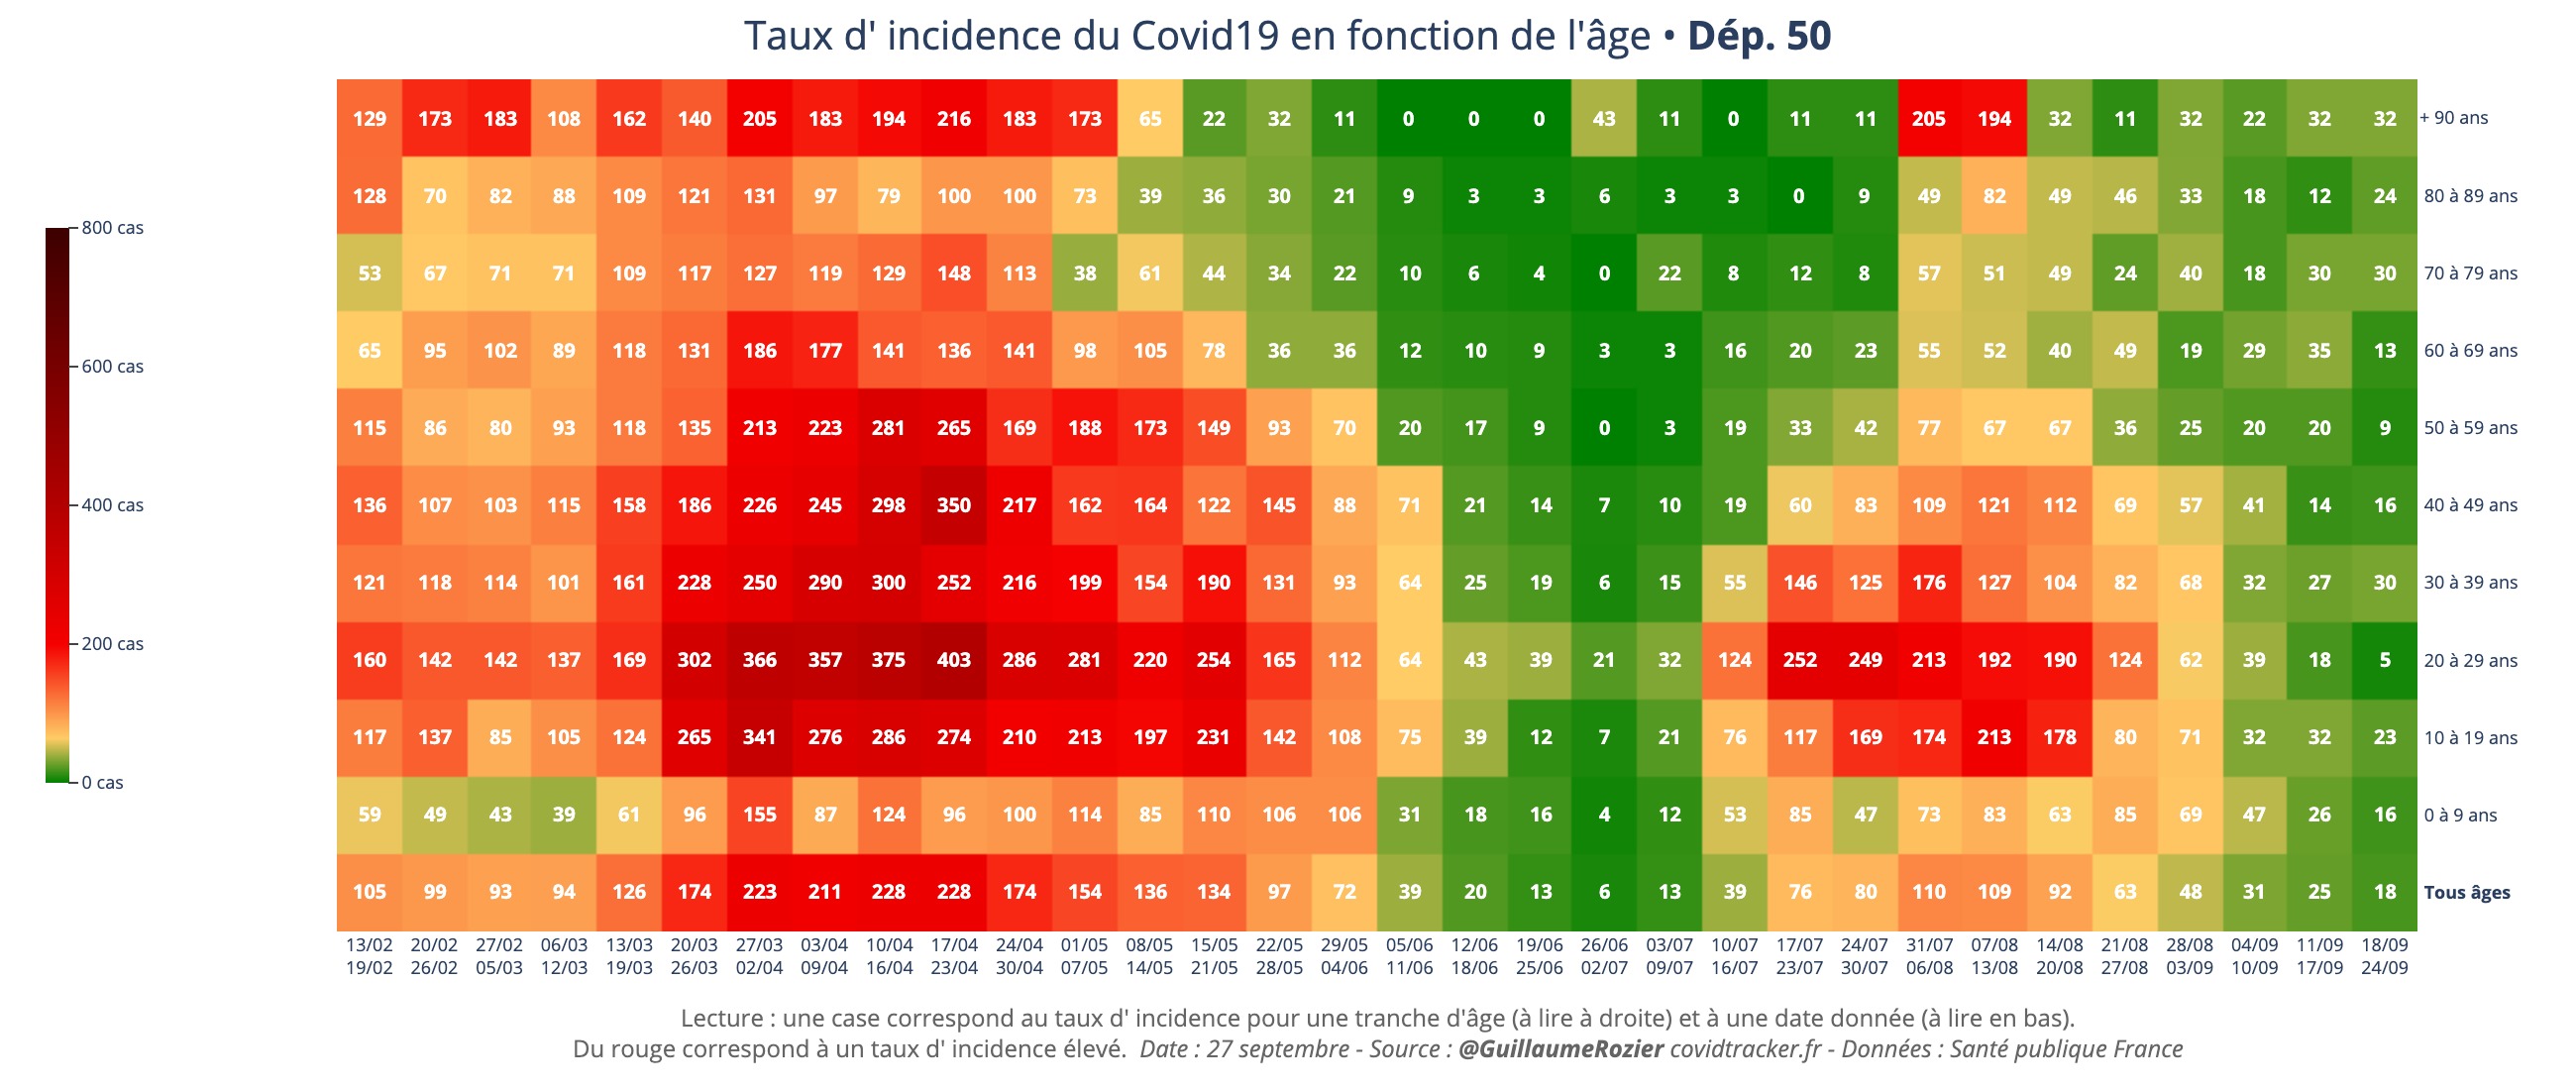 Taux d' incidence du Covid19 en fonction de l'âge • Dép. 50
800 cas
600 cas
400 cas
200 cas
0 cas
129 173 183 108 162 140 205 183 194 216 183 173 65 22 32 11 0 0 0 43 11 0 11 11 205 194 32 11 32 22 32 32 + 90 ans
128 70 82 88 109 121 131 97 79 100 100 73 39 36 30 21 9 3 3 6 3 3 0 9 49 82 49 46 33 18 12 24 80 à 89 ans
53 67 71 71 109 117 127 119 129 148 113 38 61 44 34 22 10 6 4 0 22 8 12 8 57 51 49 24 40 18 30 30 70 à 79 ans
65 95 102 89 118 131 186 177 141 136 141 98 105 78 36 36 12 10 9 3 3 16 20 23 55 52 40 49 19 29 35 13 60 à 69 ans
115 86 80 93 118 135 213 223 281 265 169 188 173 149 93 70 20 17 9 0 3 19 33 42 77 67 67 36 25 20 20 9 50 à 59 ans
136 107 103 115 158 186 226 245 298 350 217 162 164 122 145 88 71 21 14 7 10 19 60 83 109 121 112 69 57 41 14 16 40 à 49 ans
121 118 114 101 161 228 250 290 300 252 216 199 154 190 131 93 64 25 19 6 15 55 146 125 176 127 104 82 68 32 27 30 30 à 39 ans
160 142 142 137 169 302 366 357 375 403 286 281 220 254 165 112 64 43 39 21 32 124 252 249 213 192 190 124 62 39 18 5 20 à 29 ans
117 137 85 105 124 265 341 276 286 274 210 213 197 231 142 108 75 39 12 7 21 76 117 169 174 213 178 80 71 32 32 23 10 à 19 ans
59 49 43 39 61 96 155 87 124 96 100 114 85 110 106 106 31 18 16 4 12 53 85 47 73 83 63 85 69 47 26 16 0 à 9 ans
105 99 93 94 126 174 223 211 228 228 174 154 136 134 97 72 39 20 13 6 13 39 76 80 110 109 92 63 48 31 25 18 Tous âges
13/02 20/02 27/02 06/03 13/03 20/03 27/03 03/04 10/04 17/04 24/04 01/05 08/05 15/05 22/05 29/05 05/06 12/06 19/06 26/06 03/07 10/07 17/07 24/07 31/07 07/08 14/08 21/08 28/08 04/09 11/09 18/09
19/02 26/02 05/03 12/03 19/03 26/03 02/04 09/04 16/04 23/04 30/04 07/05 14/05 21/05 28/05 04/06 11/06 18/06 25/06 02/07 09/07 16/07 23/07 30/07 06/08 13/08 20/08 27/08 03/09 10/09 17/09 24/09
Lecture : une case correspond au taux d' incidence pour une tranche d'âge (à lire à droite) et à une date donnée (à lire en bas).
Du rouge correspond à un taux d' incidence élevé. Date : 27 septembre - Source : @GuillaumeRozier covidtracker.fr - Données : Santé publique France